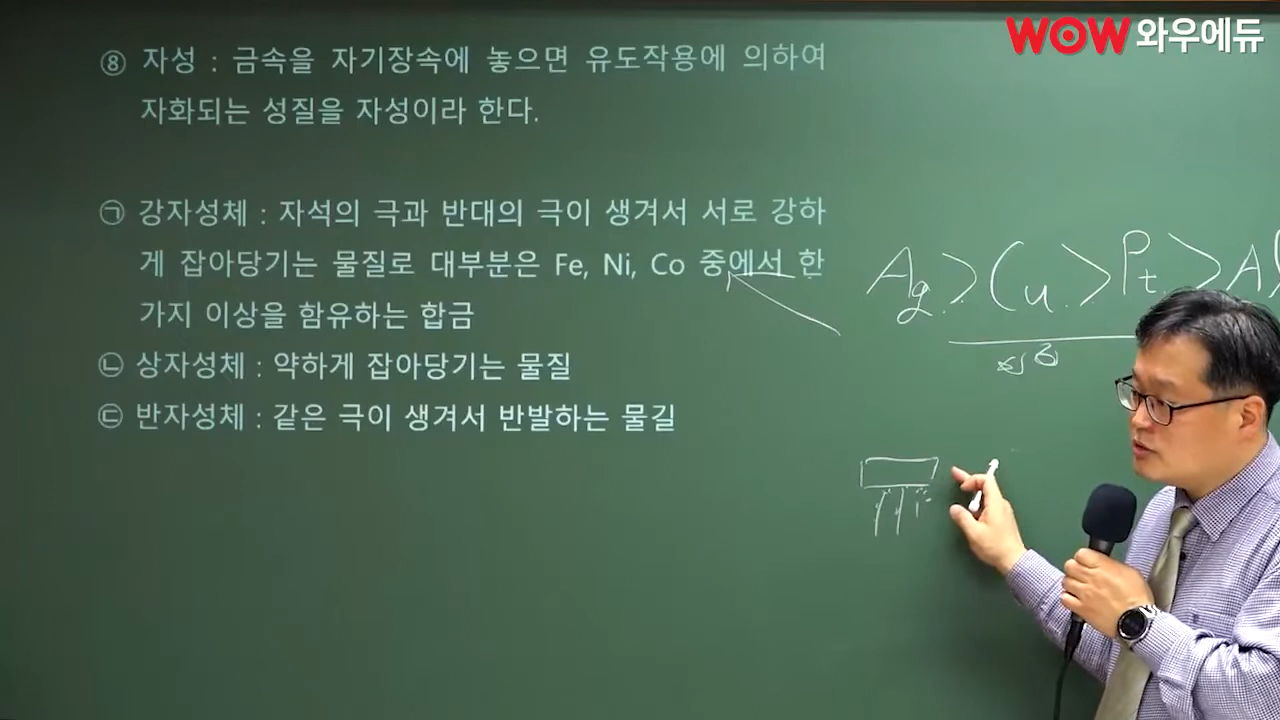 WOW 와우에듀
⑧ 자성 : 금속을 자기장속에 놓으면 유도작용에 의하여
자화되는 성질을 자성이라 한다.
㉠ 강자성체 : 자석의 극과 반대의 극이 생겨서 서로 강하
게 잡아당기는 물질로 대부분은 Fe, Ni, Co 중에서 한
가지 이상을 함유하는 합금
㉡ 상자성체 : 약하게 잡아당기는 물질
㉢ 반자성체 : 같은 극이 생겨서 반발하는 물길
Ag > Cu > Pt > Al